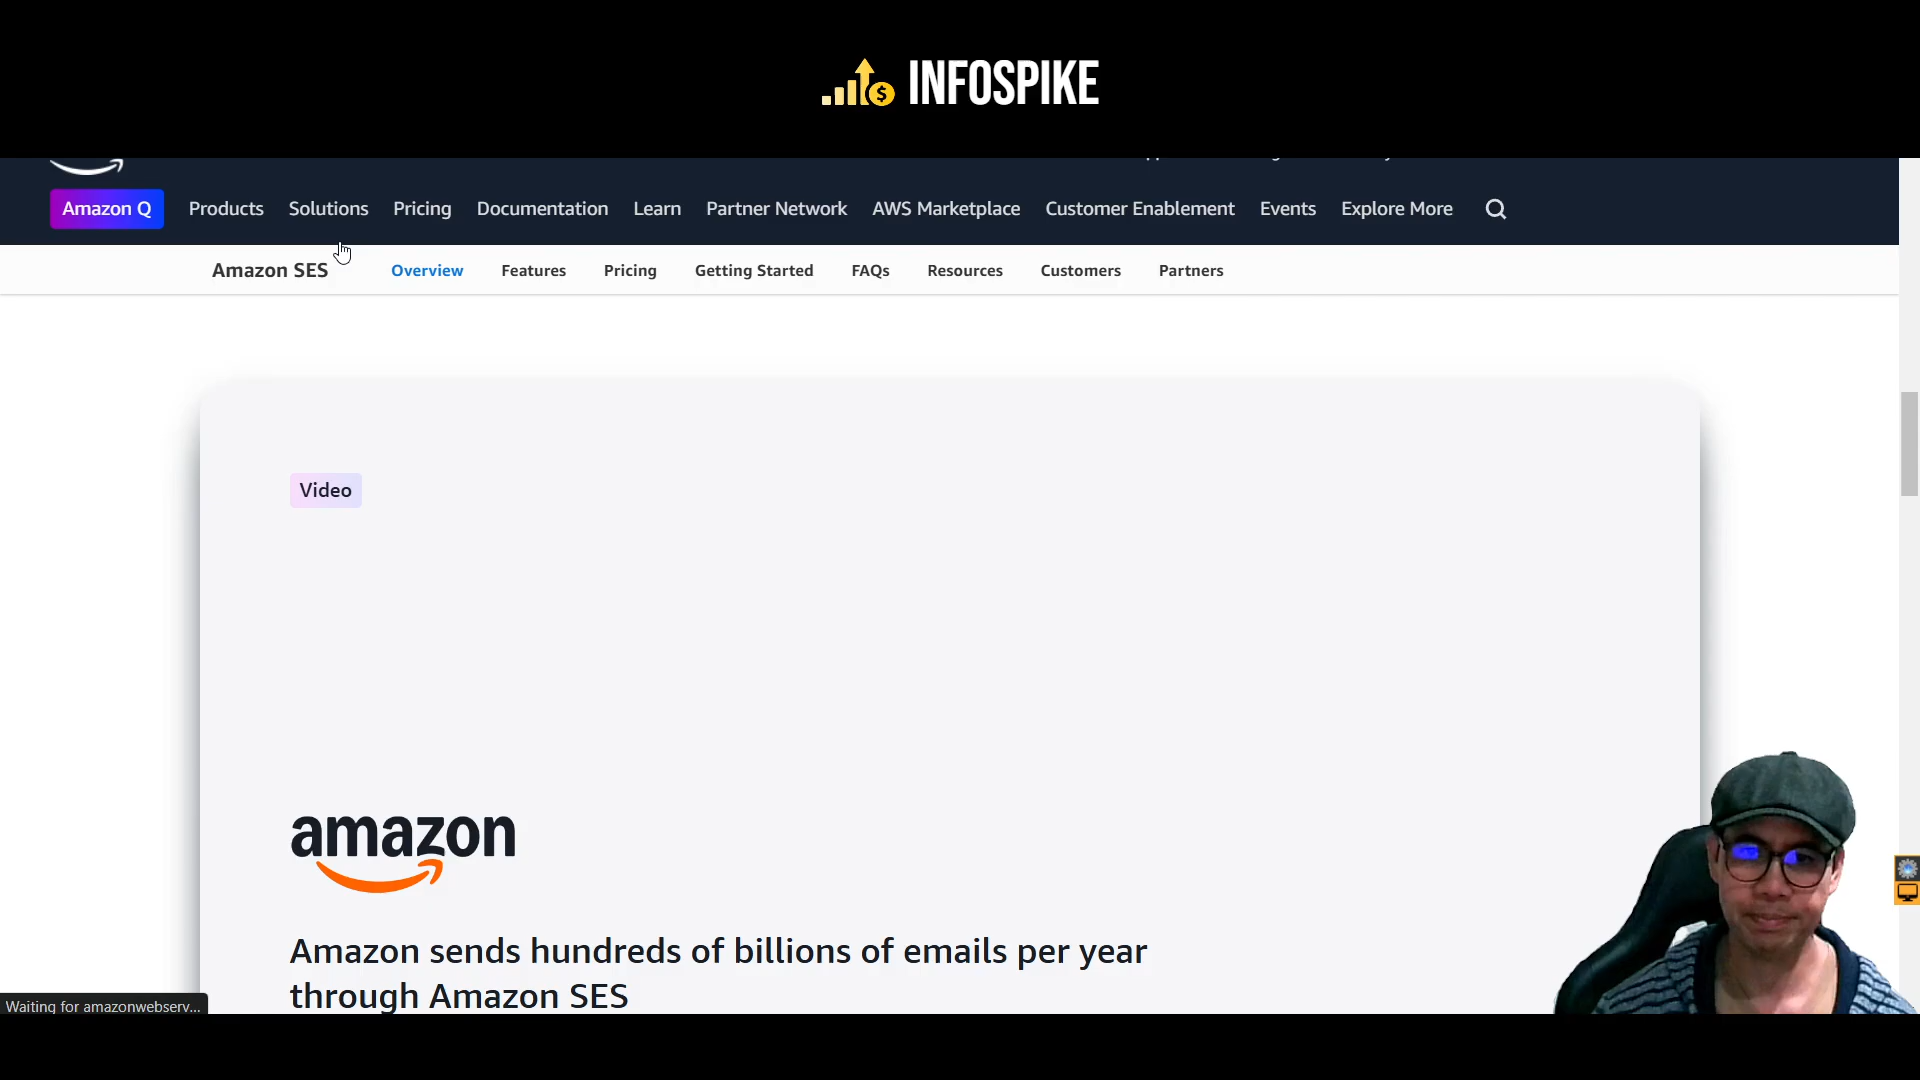 INFOSPIKE
Amazon Q Products Solutions Pricing Documentation Learn Partner Network AWS Marketplace Customer Enablement Events Explore More
Amazon SES Overview Features Pricing Getting Started FAQs Resources Customers Partners
Video
amazon
Amazon sends hundreds of billions of emails per year
through Amazon SES
Waiting for amazonwebserv...